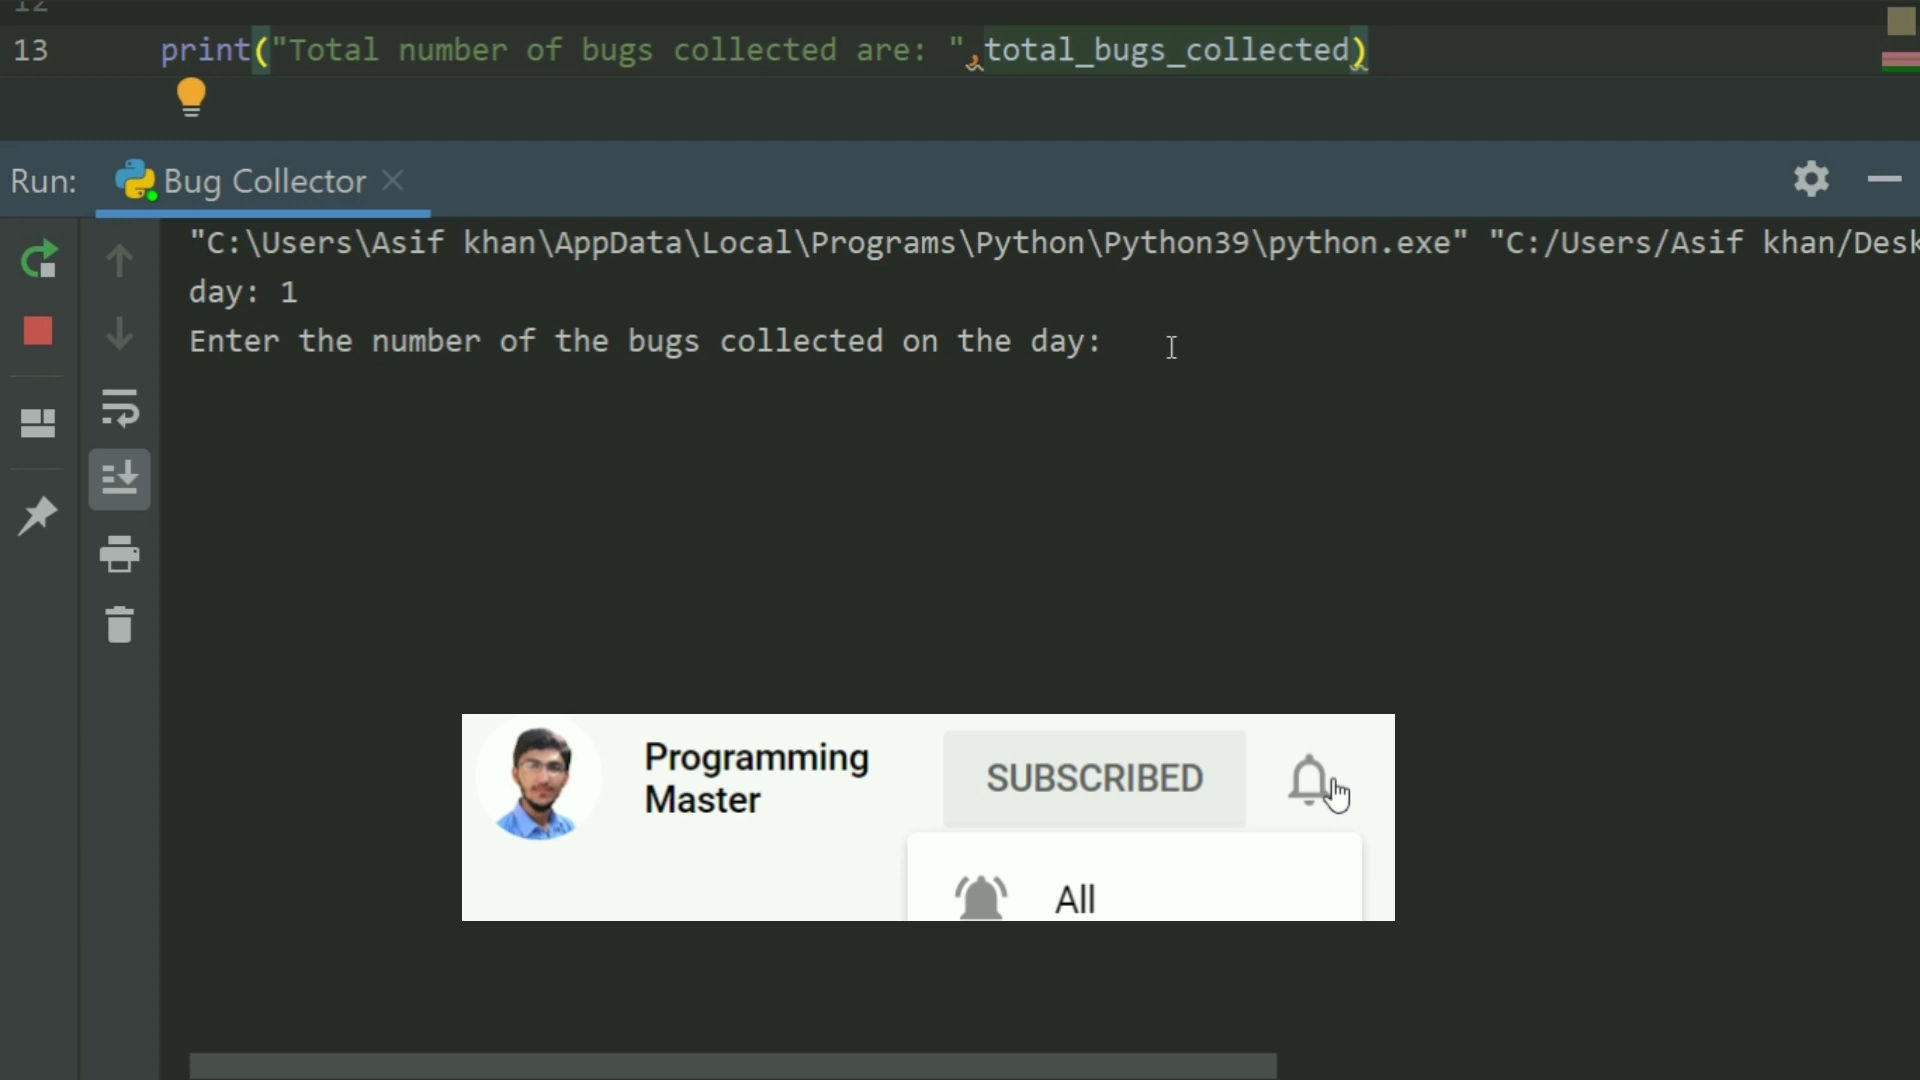 12
13 print("Total number of bugs collected are: ",total_bugs_collected)
Run: Bug Collector
"C:\Users\Asif khan\AppData\Local\Programs\Python\Python39\python.exe" "C:/Users/Asif khan/Desk
day: 1
Enter the number of the bugs collected on the day:
Programming
Master
SUBSCRIBED
All